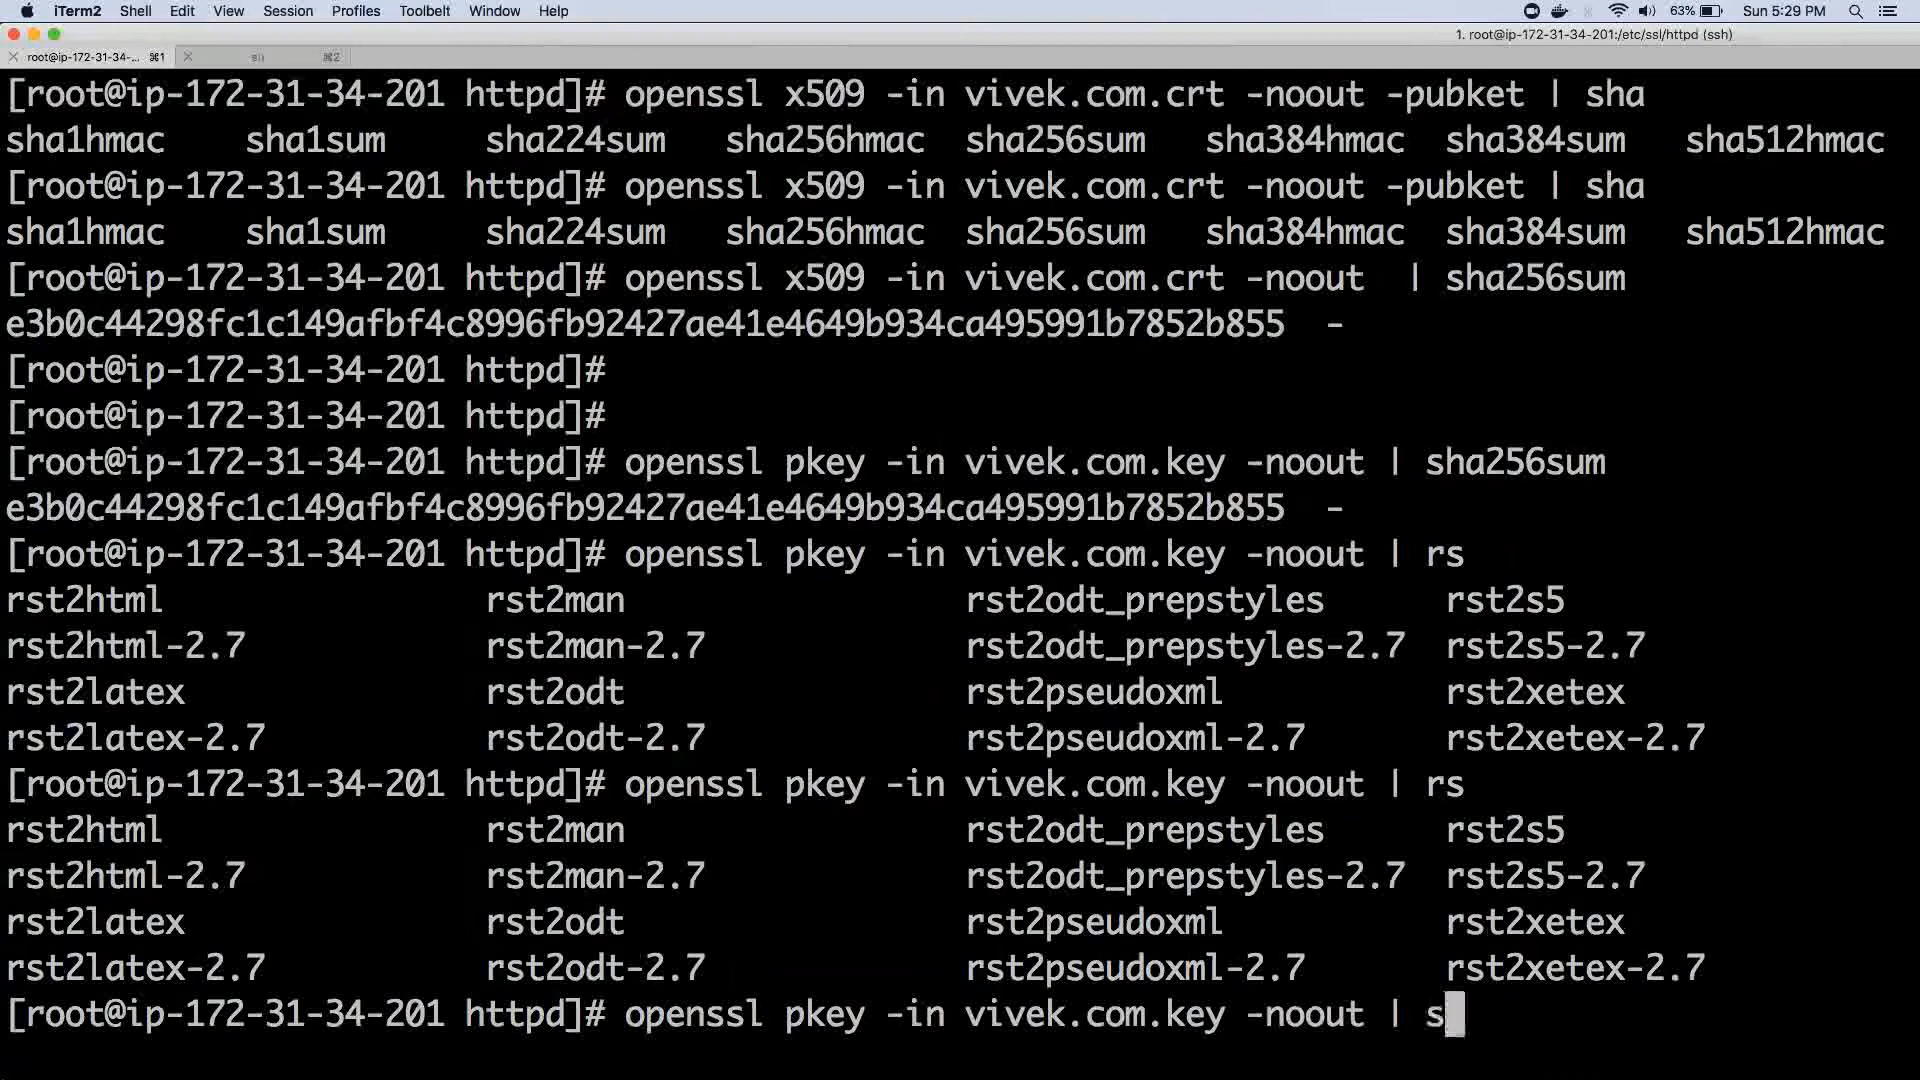 iTerm2 Shell Edit View Session Profiles Toolbelt Window Help 63% Sun 5:29 PM
1. root@ip-172-31-34-201:/etc/ssl/httpd (ssh)
root@ip-172-31-34-... ⌘1 ⌘2
[root@ip-172-31-34-201 httpd]# openssl x509 -in vivek.com.crt -noout -pubket | sha
sha1hmac sha1sum sha224sum sha256hmac sha256sum sha384hmac sha384sum sha512hmac
[root@ip-172-31-34-201 httpd]# openssl x509 -in vivek.com.crt -noout -pubket | sha
sha1hmac sha1sum sha224sum sha256hmac sha256sum sha384hmac sha384sum sha512hmac
[root@ip-172-31-34-201 httpd]# openssl x509 -in vivek.com.crt -noout | sha256sum
e3b0c44298fc1c149afbf4c8996fb92427ae41e4649b934ca495991b7852b855 -
[root@ip-172-31-34-201 httpd]#
[root@ip-172-31-34-201 httpd]#
[root@ip-172-31-34-201 httpd]# openssl pkey -in vivek.com.key -noout | sha256sum
e3b0c44298fc1c149afbf4c8996fb92427ae41e4649b934ca495991b7852b855 -
[root@ip-172-31-34-201 httpd]# openssl pkey -in vivek.com.key -noout | rs
rst2html rst2man rst2odt_prepstyles rst2s5
rst2html-2.7 rst2man-2.7 rst2odt_prepstyles-2.7 rst2s5-2.7
rst2latex rst2odt rst2pseudoxml rst2xetex
rst2latex-2.7 rst2odt-2.7 rst2pseudoxml-2.7 rst2xetex-2.7
[root@ip-172-31-34-201 httpd]# openssl pkey -in vivek.com.key -noout | rs
rst2html rst2man rst2odt_prepstyles rst2s5
rst2html-2.7 rst2man-2.7 rst2odt_prepstyles-2.7 rst2s5-2.7
rst2latex rst2odt rst2pseudoxml rst2xetex
rst2latex-2.7 rst2odt-2.7 rst2pseudoxml-2.7 rst2xetex-2.7
[root@ip-172-31-34-201 httpd]# openssl pkey -in vivek.com.key -noout | s